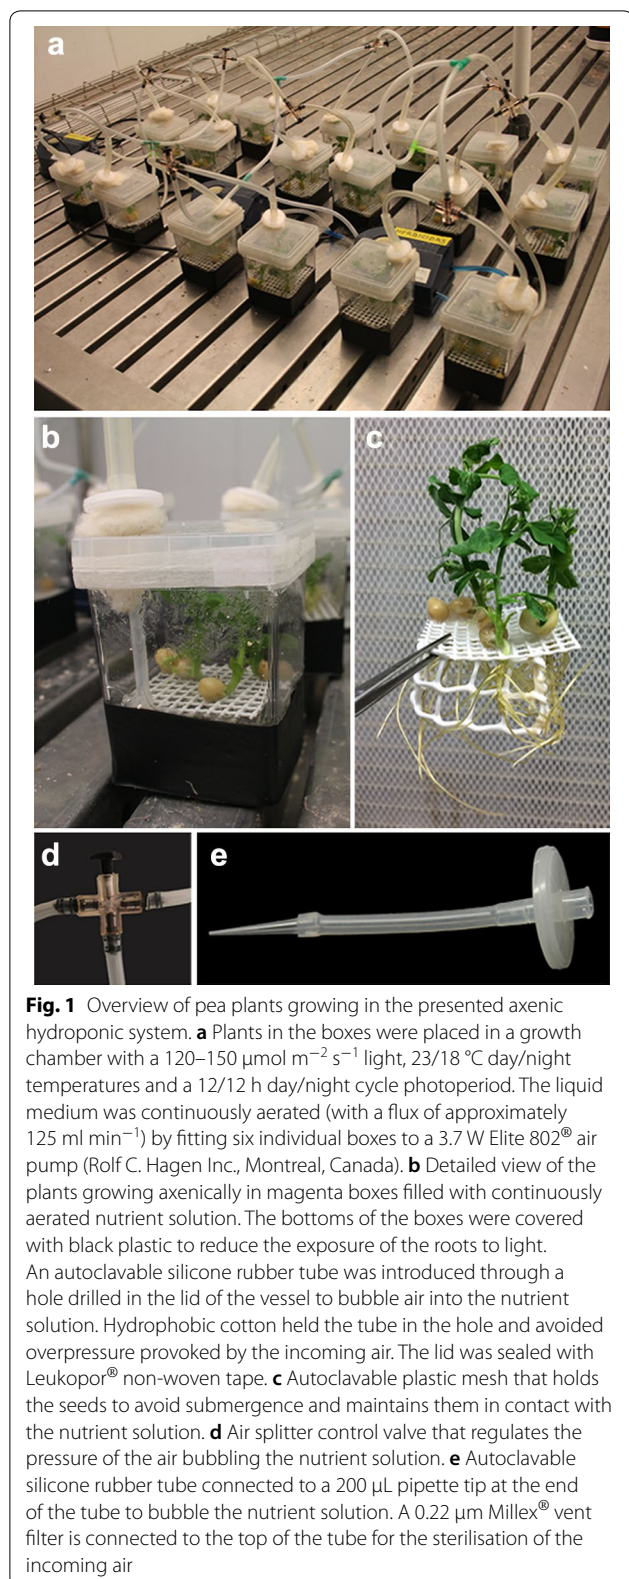 a
HERBICIDAS
b
c
d
e
Fig. 1 Overview of pea plants growing in the presented axenic
hydroponic system. a Plants in the boxes were placed in a growth
chamber with a 120–150 μmol m−2 s−1 light, 23/18 °C day/night
temperatures and a 12/12 h day/night cycle photoperiod. The liquid
medium was continuously aerated (with a flux of approximately
125 ml min−1) by fitting six individual boxes to a 3.7 W Elite 802® air
pump (Rolf C. Hagen Inc., Montreal, Canada). b Detailed view of the
plants growing axenically in magenta boxes filled with continuously
aerated nutrient solution. The bottoms of the boxes were covered
with black plastic to reduce the exposure of the roots to light.
An autoclavable silicone rubber tube was introduced through a
hole drilled in the lid of the vessel to bubble air into the nutrient
solution. Hydrophobic cotton held the tube in the hole and avoided
overpressure provoked by the incoming air. The lid was sealed with
Leukopor® non-woven tape. c Autoclavable plastic mesh that holds
the seeds to avoid submergence and maintains them in contact with
the nutrient solution. d Air splitter control valve that regulates the
pressure of the air bubbling the nutrient solution. e Autoclavable
silicone rubber tube connected to a 200 μL pipette tip at the end
of the tube to bubble the nutrient solution. A 0.22 μm Millex® vent
filter is connected to the top of the tube for the sterilisation of the
incoming air